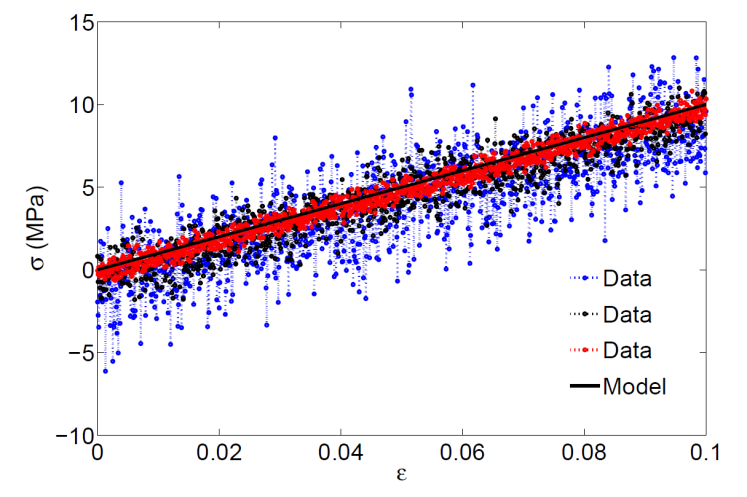 15
10
5
0
−5
−10
σ (MPa)
0
0.02
0.04
0.06
0.08
0.1
ε
Data
Data
Data
Model